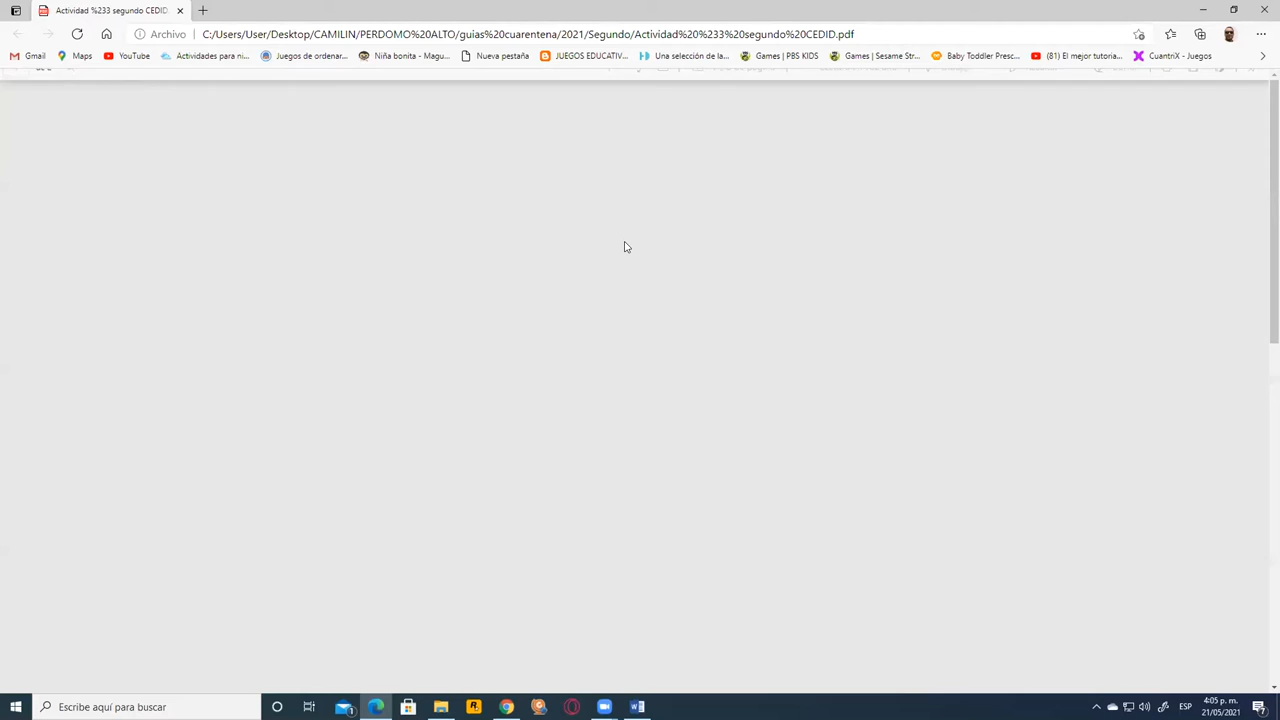 Actividad %233 segundo CEDID.
Archivo
C:/Users/User/Desktop/CAMILIN/PERDOMO%20ALTO/guias%20cuarentena/2021/Segundo/Actividad%20%233%20segundo%20CEDID.pdf
Gmail
Maps
YouTube
Actividades para ni...
Juegos de ordenar...
Niña bonita - Magu...
Nueva pestaña
JUEGOS EDUCATIV...
Una selección de la...
Games | PBS KIDS
Games | Sesame Str...
Baby Toddler Presc...
(81) El mejor tutoria...
CuantriX - Juegos
Escribe aquí para buscar
ESP
4:05 p. m.
21/05/2021